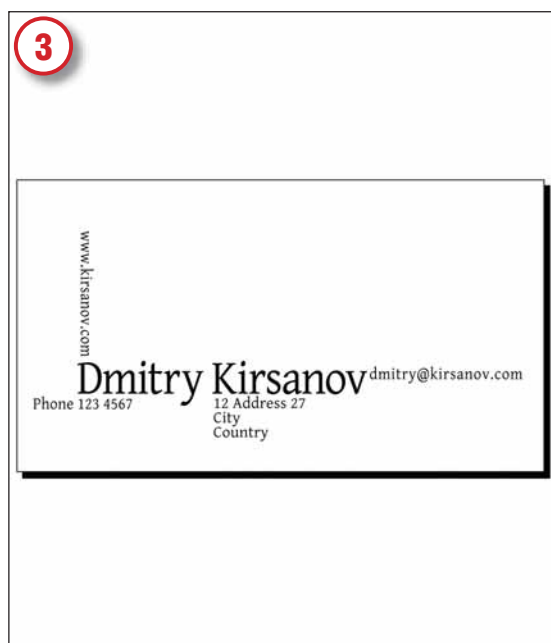 3
www.kirsanov.com
Dmitry Kirsanov
dmitry@kirsanov.com
Phone 123 4567
12 Address 27
City
Country